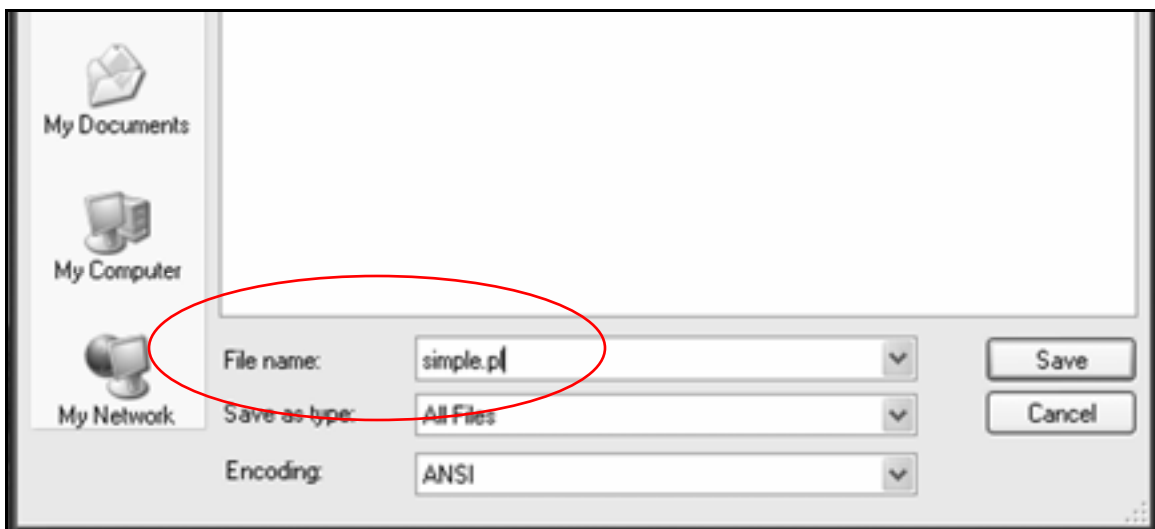 My Documents
My Computer
My Network
File name: simple.pl Save
Save as type: All Files Cancel
Encoding: ANSI